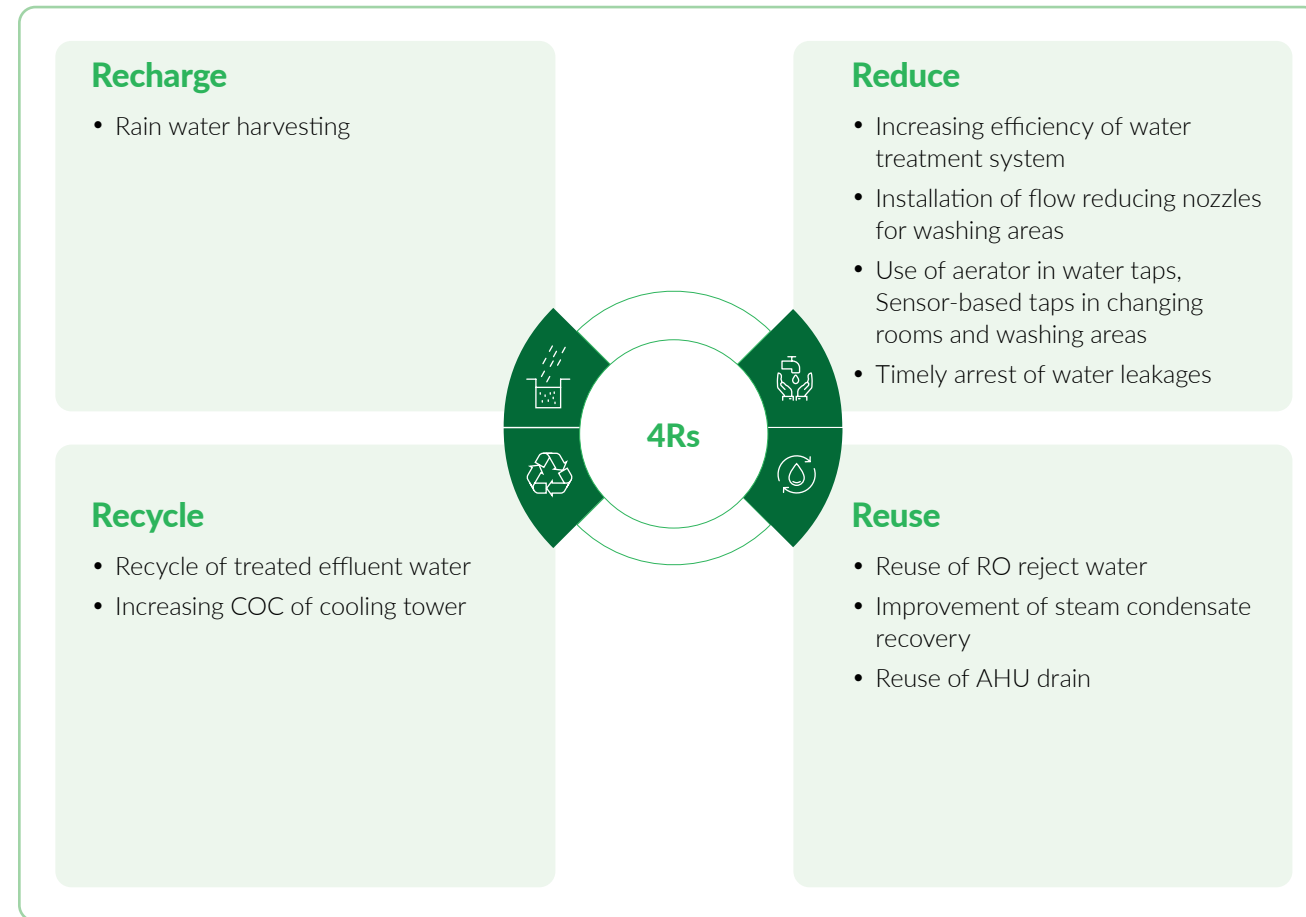 Recharge
• Rain water harvesting
Reduce
• Increasing efficiency of water
treatment system
• Installation of flow reducing nozzles
for washing areas
• Use of aerator in water taps,
Sensor-based taps in changing
rooms and washing areas
• Timely arrest of water leakages
4Rs
Recycle
• Recycle of treated effluent water
• Increasing COC of cooling tower
Reuse
• Reuse of RO reject water
• Improvement of steam condensate
recovery
• Reuse of AHU drain